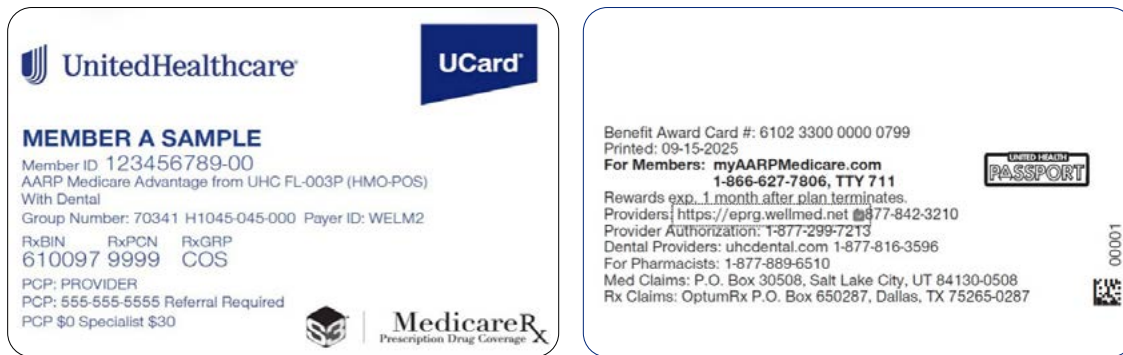 UnitedHealthcare®
UCard®
MEMBER A SAMPLE
Member ID 123456789-00
AARP Medicare Advantage from UHC FL-003P (HMO-POS)
With Dental
Group Number: 70341 H1045-045-000 Payer ID: WELM2
RxBIN RxPCN RxGRP
610097 9999 COS
PCP: PROVIDER
PCP: 555-555-5555 Referral Required
PCP $0 Specialist $30
S3
MedicareRx
Prescription Drug Coverage
Benefit Award Card #: 6102 3300 0000 0799
Printed: 09-15-2025
For Members: myAARPMedicare.com
1-866-627-7806, TTY 711
UNITED HEALTH
PASSPORT
Rewards exp. 1 month after plan terminates.
Providers: https://eprg.wellmed.net 877-842-3210
Provider Authorization: 1-877-299-7213
Dental Providers: uhcdental.com 1-877-816-3596
For Pharmacists: 1-877-889-6510
Med Claims: P.O. Box 30508, Salt Lake City, UT 84130-0508
Rx Claims: OptumRx P.O. Box 650287, Dallas, TX 75265-0287
00001